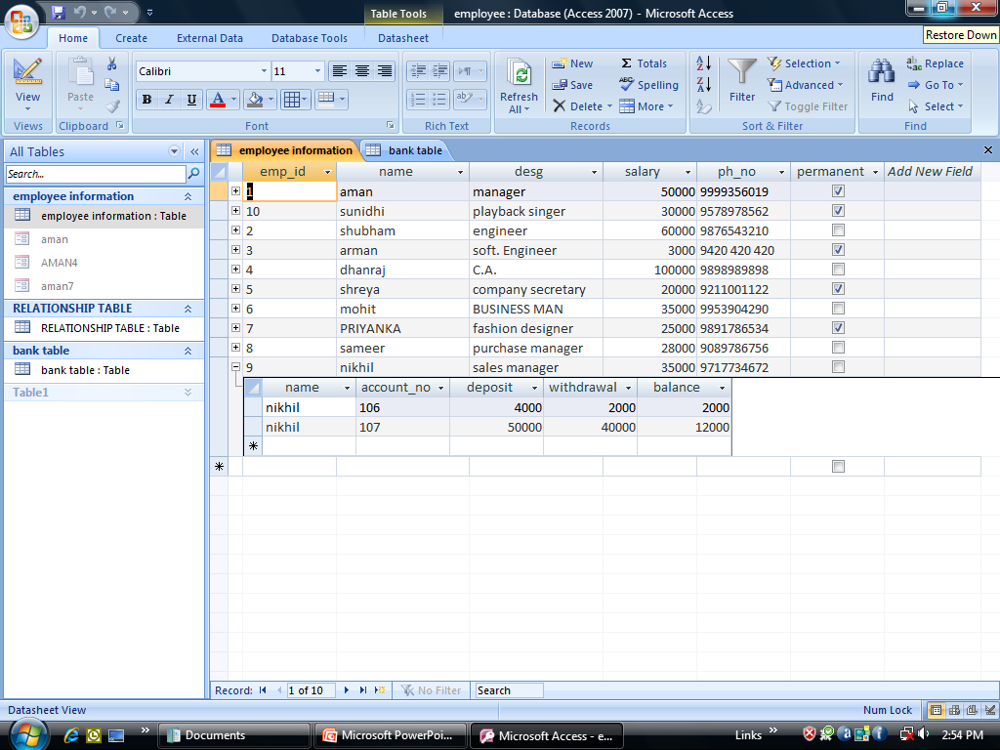 Table Tools employee : Database (Access 2007) - Microsoft Access
Restore Down
Home Create External Data Database Tools Datasheet
View Paste Calibri 11 Refresh All New Save Delete Totals Spelling More Filter Selection Advanced Toggle Filter Find Replace Go To Select
B I U A
Views Clipboard Font Rich Text Records Sort & Filter Find
All Tables
Search...
employee information
employee information : Table
aman
AMAN4
aman7
RELATIONSHIP TABLE
RELATIONSHIP TABLE : Table
bank table
bank table : Table
Table1
employee information bank table
emp_id name desg salary ph_no permanent Add New Field
1 aman manager 50000 9999356019
10 sunidhi playback singer 30000 9578978562
2 shubham engineer 60000 9876543210
3 arman soft. Engineer 3000 9420 420 420
4 dhanraj C.A. 100000 9898989898
5 shreya company secretary 20000 9211001122
6 mohit BUSINESS MAN 35000 9953904290
7 PRIYANKA fashion designer 25000 9891786534
8 sameer purchase manager 28000 9089786756
9 nikhil sales manager 35000 9717734672
name account_no deposit withdrawal balance
nikhil 106 4000 2000 2000
nikhil 107 50000 40000 12000
Record: 1 of 10 No Filter Search
Datasheet View Num Lock
Documents Microsoft PowerPoi... Microsoft Access - e... Links 2:54 PM